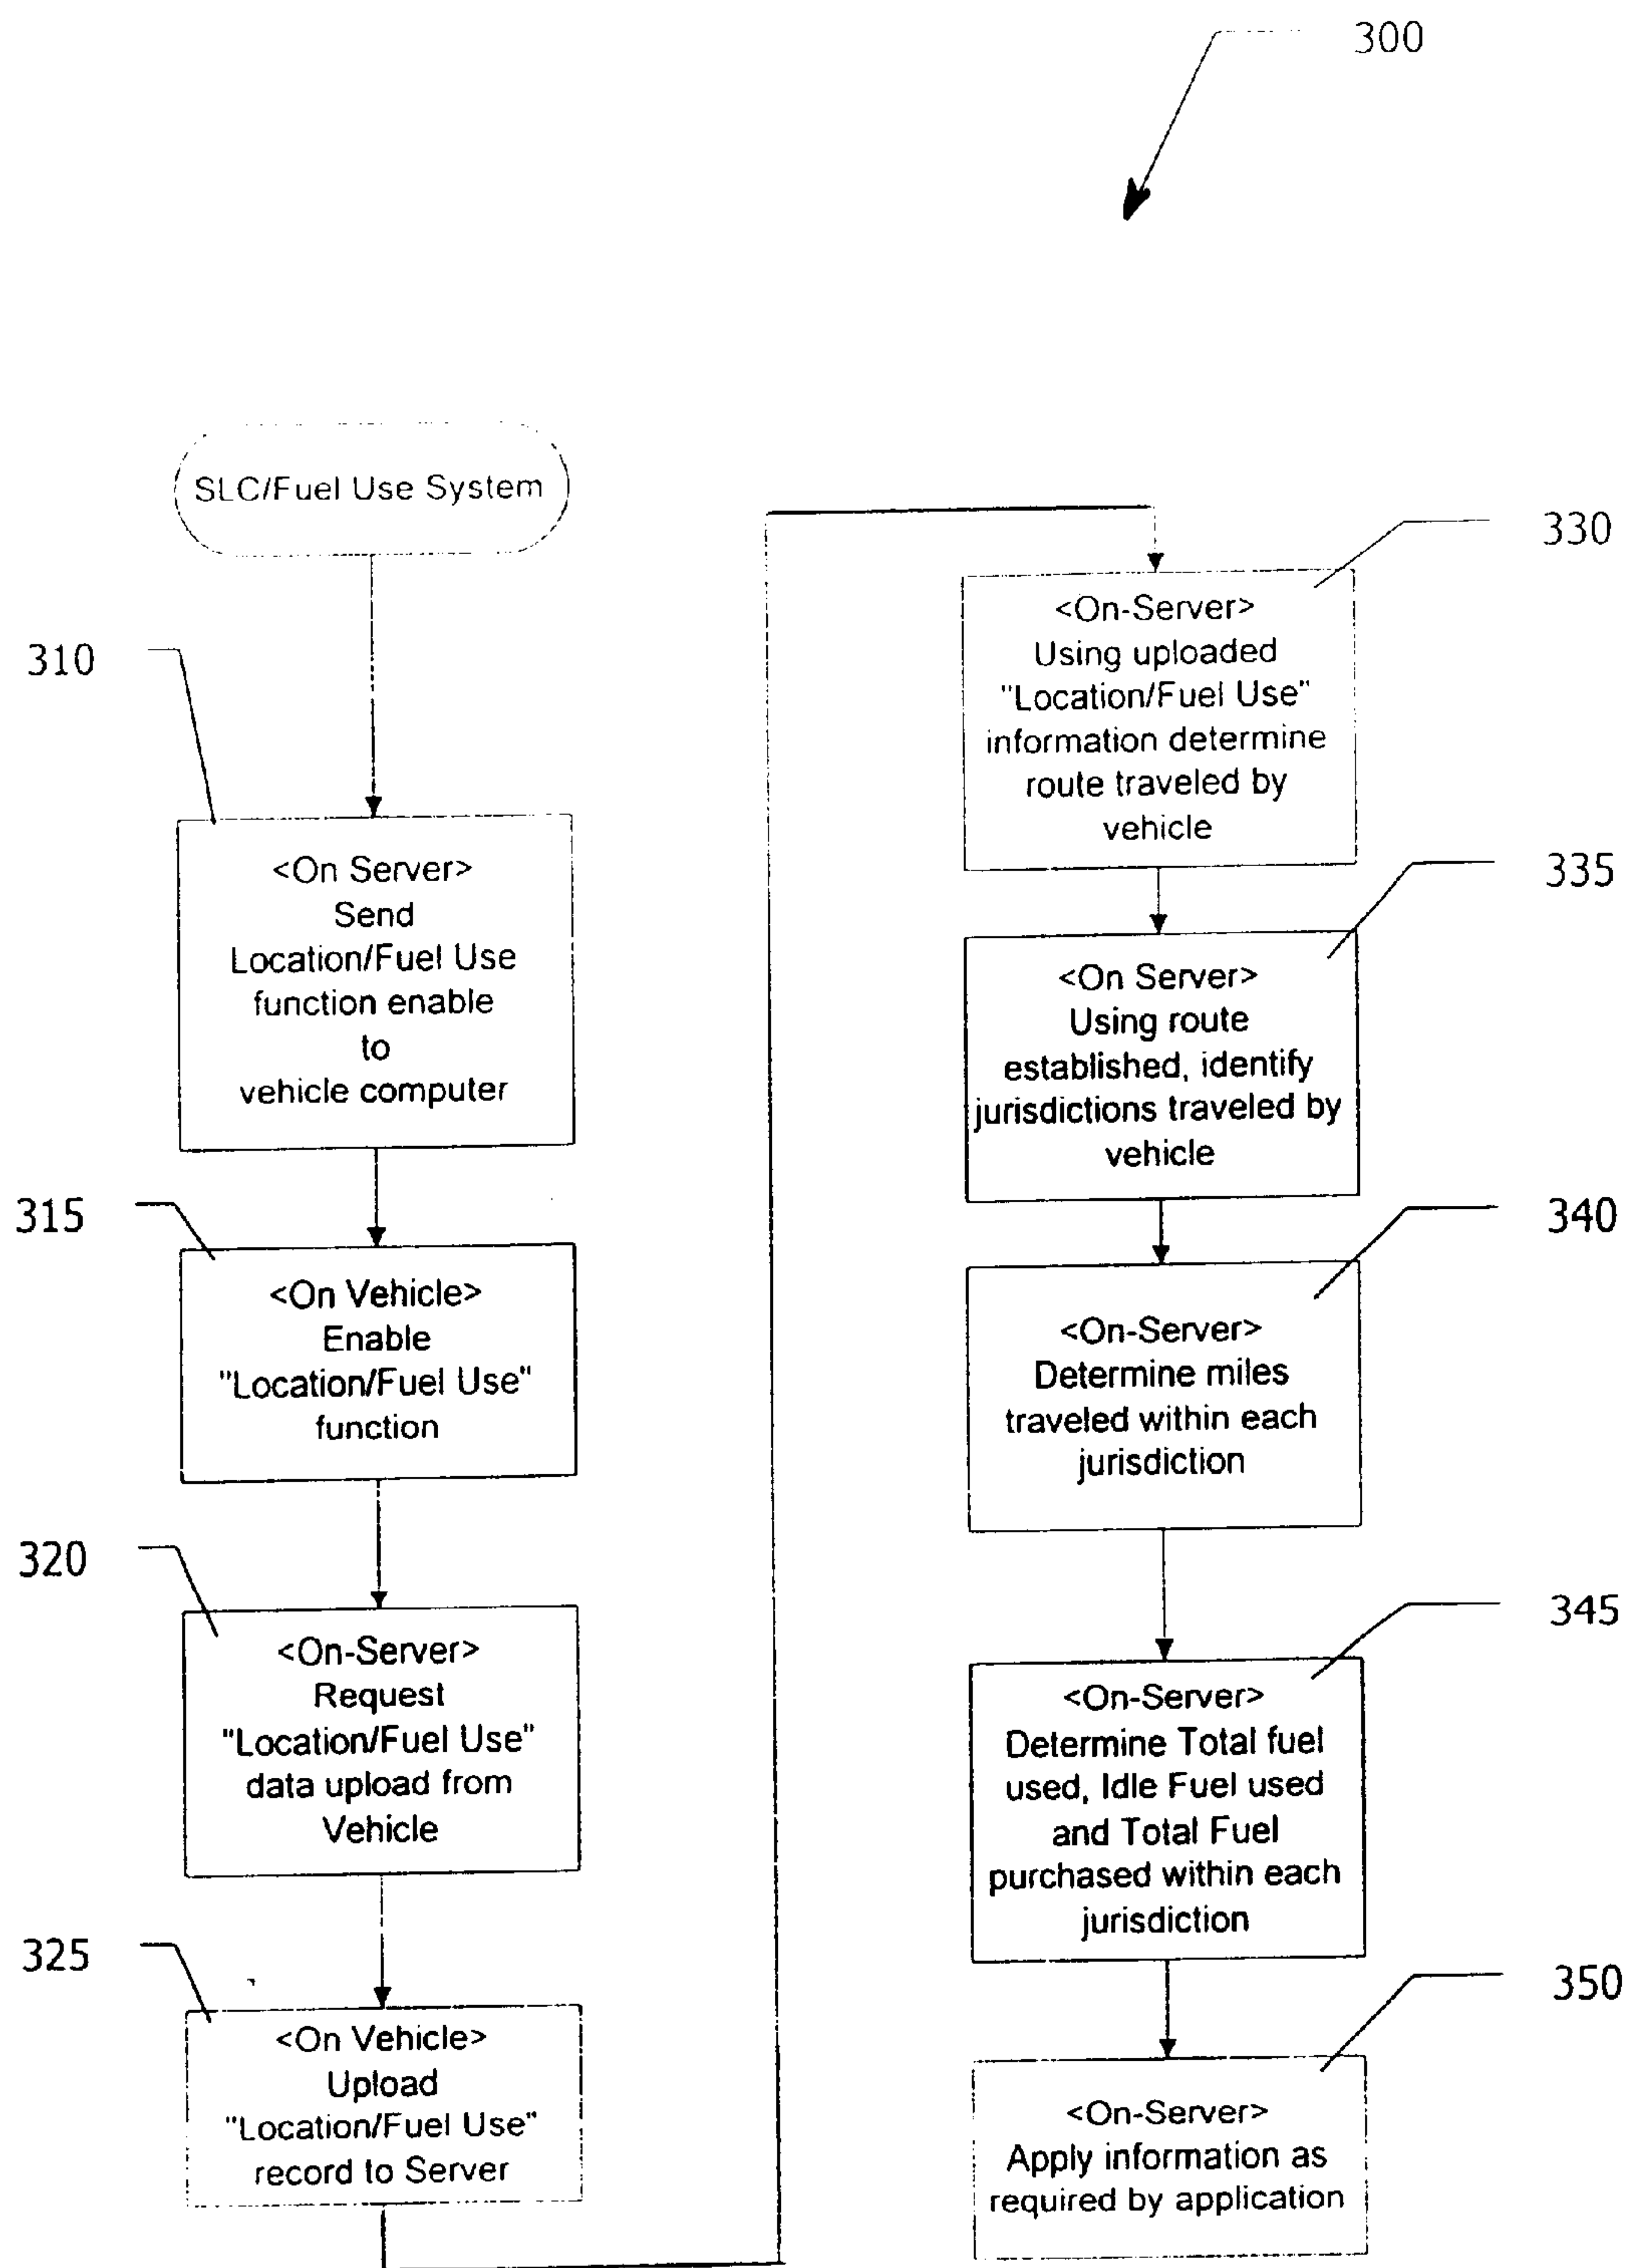 300
SLC/Fuel Use System
310
<On Server>
Send
Location/Fuel Use
function enable
to
vehicle computer
315
<On Vehicle>
Enable
"Location/Fuel Use"
function
320
<On-Server>
Request
"Location/Fuel Use"
data upload from
Vehicle
325
<On Vehicle>
Upload
"Location/Fuel Use"
record to Server
330
<On-Server>
Using uploaded
"Location/Fuel Use"
information determine
route traveled by
vehicle
335
<On Server>
Using route
established, identify
jurisdictions traveled by
vehicle
340
<On-Server>
Determine miles
traveled within each
jurisdiction
345
<On-Server>
Determine Total fuel
used, Idle Fuel used
and Total Fuel
purchased within each
jurisdiction
350
<On-Server>
Apply information as
required by application